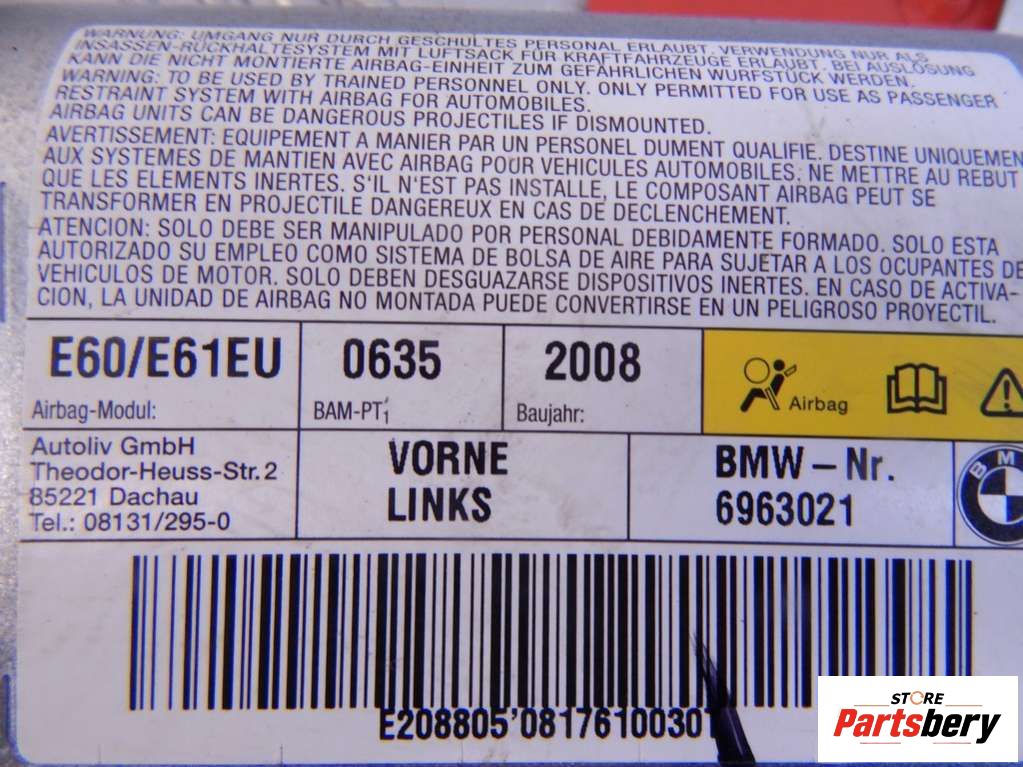 WARNUNG: UMGANG NUR DURCH GESCHULTES PERSONAL ERLAUBT. VERWENDUNG NUR ALS
INSASSEN-RÜCKHALTESYSTEM MIT LUFTSACK FÜR KRAFTFAHRZEUGE ERLAUBT. BEI AUSLÖSUNG
KANN DIE NICHT MONTIERTE AIRBAG-EINHEIT ZUM GEFÄHRLICHEN WURFSTÜCK WERDEN.
WARNING: TO BE USED BY TRAINED PERSONNEL ONLY. ONLY PERMITTED FOR USE AS PASSENGER
RESTRAINT SYSTEM WITH AIRBAG FOR AUTOMOBILES.
AIRBAG UNITS CAN BE DANGEROUS PROJECTILES IF DISMOUNTED.
AVERTISSEMENT: EQUIPEMENT A MANIER PAR UN PERSONEL DUMENT QUALIFIE. DESTINE UNIQUEMEN
AUX SYSTEMES DE MANTIEN AVEC AIRBAG POUR VEHICULES AUTOMOBILES. NE METTRE AU REBUT
QUE LES ELEMENTS INERTES. S'IL N'EST PAS INSTALLE, LE COMPOSANT AIRBAG PEUT SE
TRANSFORMER EN PROJECTILE DANGEREUX EN CAS DE DECLENCHEMENT.
ATENCION: SOLO DEBE SER MANIPULADO POR PERSONAL DEBIDAMENTE FORMADO. SOLO ESTA
AUTORIZADO SU EMPLEO COMO SISTEMA DE BOLSA DE AIRE PARA SUJETAR A LOS OCUPANTES DE
VEHICULOS DE MOTOR. SOLO DEBEN DESGUAZARSE DISPOSITIVOS INERTES. EN CASO DE ACTIVA-
CION, LA UNIDAD DE AIRBAG NO MONTADA PUEDE CONVERTIRSE EN UN PELIGROSO PROYECTIL.
E60/E61EU 0635 2008
Airbag-Modul: BAM-PT1 Baujahr: Airbag
Autoliv GmbH
Theodor-Heuss-Str. 2
85221 Dachau
Tel.: 08131/295-0
VORNE
LINKS
BMW-Nr.
6963021
BM
E208805'08176100301
STORE
Partsbery